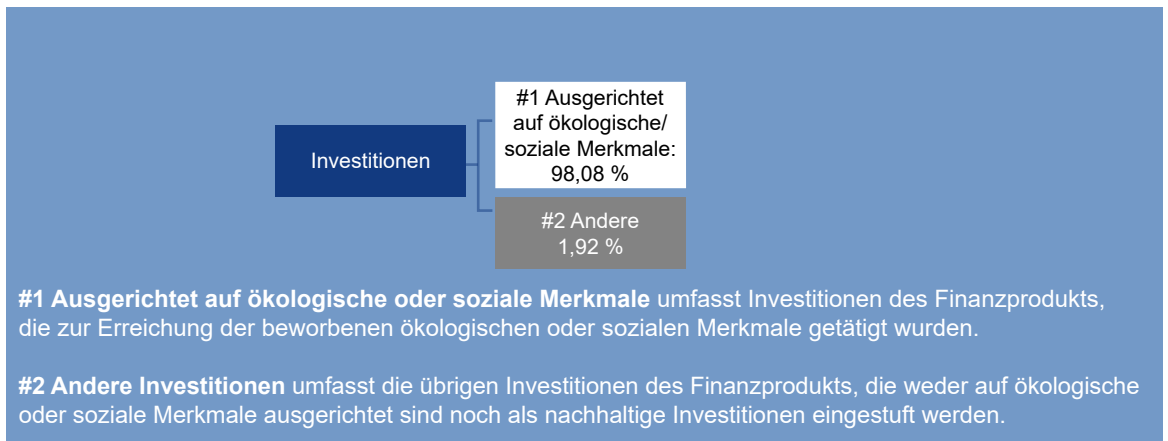 Investitionen
#1 Ausgerichtet
auf ökologische/
soziale Merkmale:
98,08 %
#2 Andere
1,92 %
#1 Ausgerichtet auf ökologische oder soziale Merkmale umfasst Investitionen des Finanzprodukts,
die zur Erreichung der beworbenen ökologischen oder sozialen Merkmale getätigt wurden.
#2 Andere Investitionen umfasst die übrigen Investitionen des Finanzprodukts, die weder auf ökologische
oder soziale Merkmale ausgerichtet sind noch als nachhaltige Investitionen eingestuft werden.